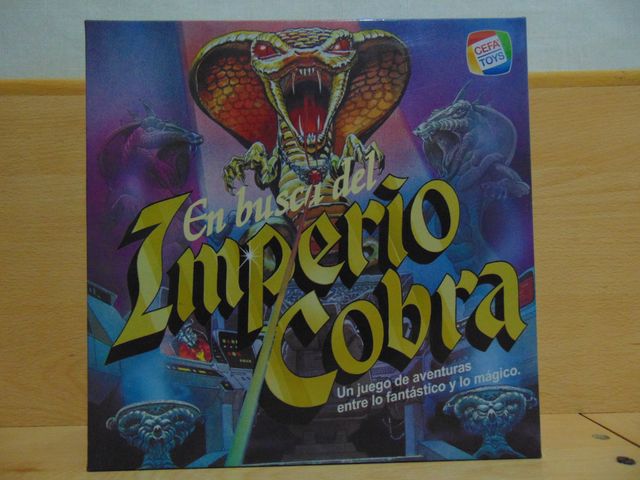 CEFA
TOYS
En busca del
Imperio
Cobra
Un juego de aventuras
entre lo fantástico y lo mágico.